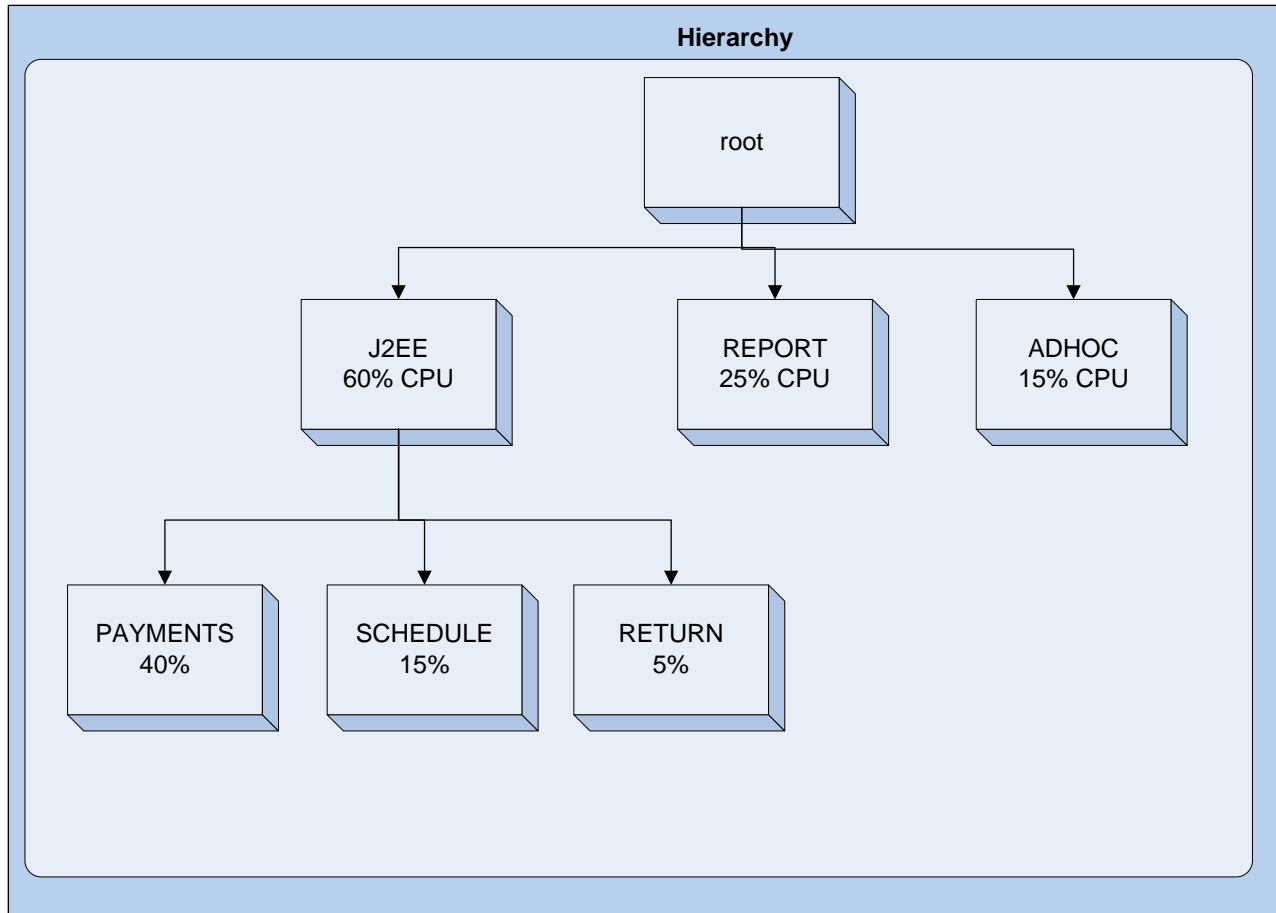 Hierarchy
root
J2EE
60% CPU
REPORT
25% CPU
ADHOC
15% CPU
PAYMENTS
40%
SCHEDULE
15%
RETURN
5%